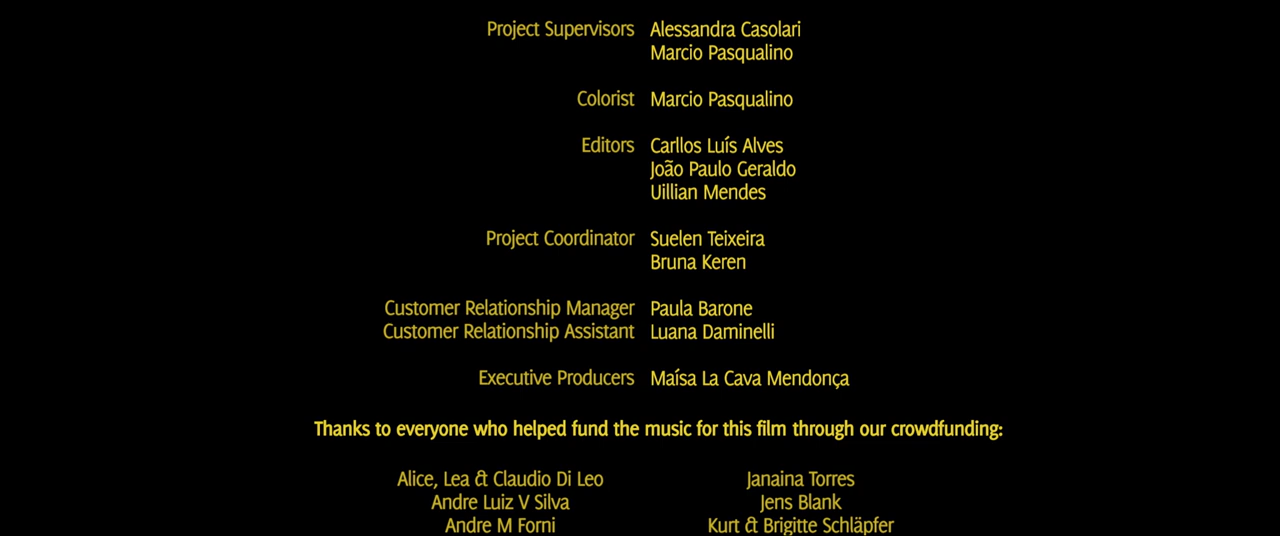 Project Supervisors Alessandra Casolari
Marcio Pasqualino
Colorist Marcio Pasqualino
Editors Carllos Luís Alves
João Paulo Geraldo
Uillian Mendes
Project Coordinator Suelen Teixeira
Bruna Keren
Customer Relationship Manager Paula Barone
Customer Relationship Assistant Luana Daminelli
Executive Producers Maísa La Cava Mendonça
Thanks to everyone who helped fund the music for this film through our crowdfunding:
Alice, Lea & Claudio Di Leo Janaina Torres
Andre Luiz V Silva Jens Blank
Andre M Forni Kurt & Brigitte Schläpfer